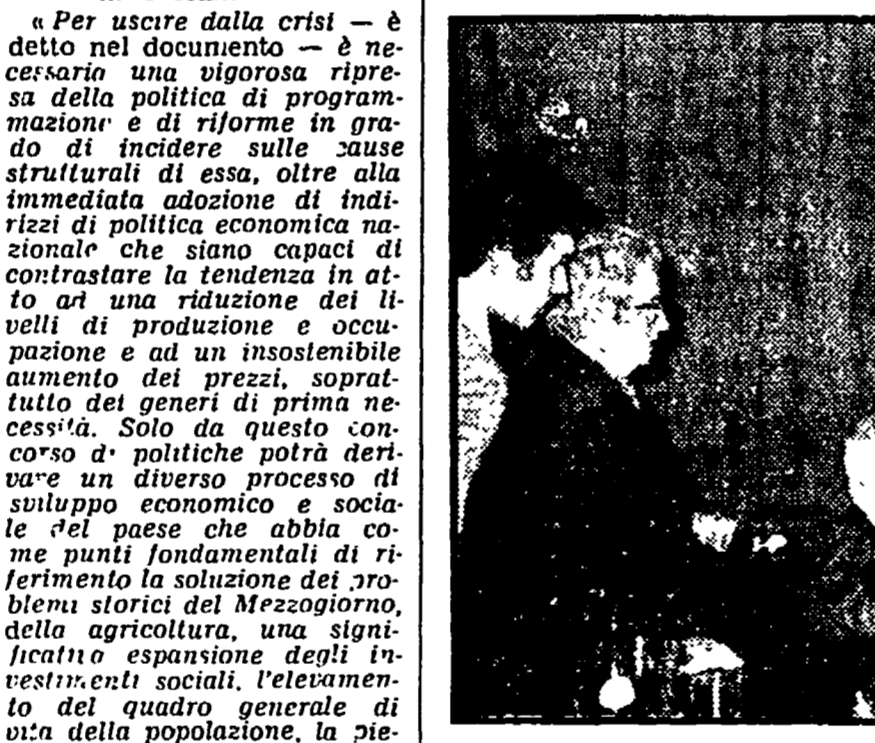 « Per uscire dalla crisi — è
detto nel documento — è ne-
cessaria una vigorosa ripre-
sa della politica di program-
mazione e di riforme in gra-
do di incidere sulle cause
strutturali di essa, oltre alla
immediata adozione di indi-
rizzi di politica economica na-
zionale che siano capaci di
contrastare la tendenza in at-
to ad una riduzione dei li-
velli di produzione e occu-
pazione e ad un insostenibile
aumento dei prezzi, soprat-
tutto dei generi di prima ne-
cessità. Solo da questo con-
corso di politiche potrà deri-
vare un diverso processo di
sviluppo economico e socia-
le del paese che abbia co-
me punti fondamentali di ri-
ferimento la soluzione dei pro-
blemi storici del Mezzogiorno,
della agricoltura, una signi-
ficativa espansione degli in-
vestimenti sociali, l'elevamen-
to del quadro generale di
vita della popolazione, la pie-